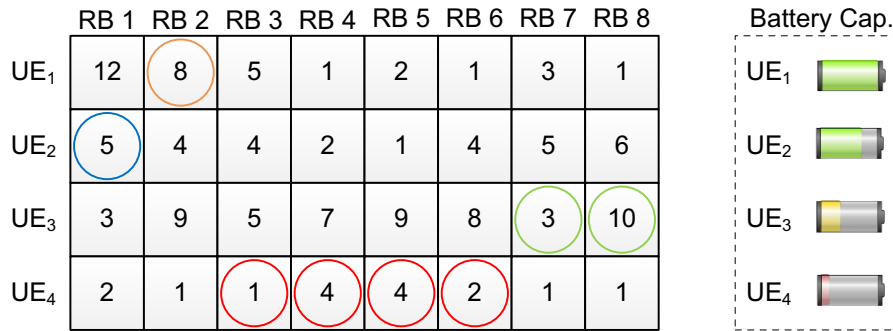 RB 1 RB 2 RB 3 RB 4 RB 5 RB 6 RB 7 RB 8 Battery Cap.
UE₁ 12 8 5 1 2 1 3 1 UE₁
UE₂ 5 4 4 2 1 4 5 6 UE₂
UE₃ 3 9 5 7 9 8 3 10 UE₃
UE₄ 2 1 1 4 4 2 1 1 UE₄